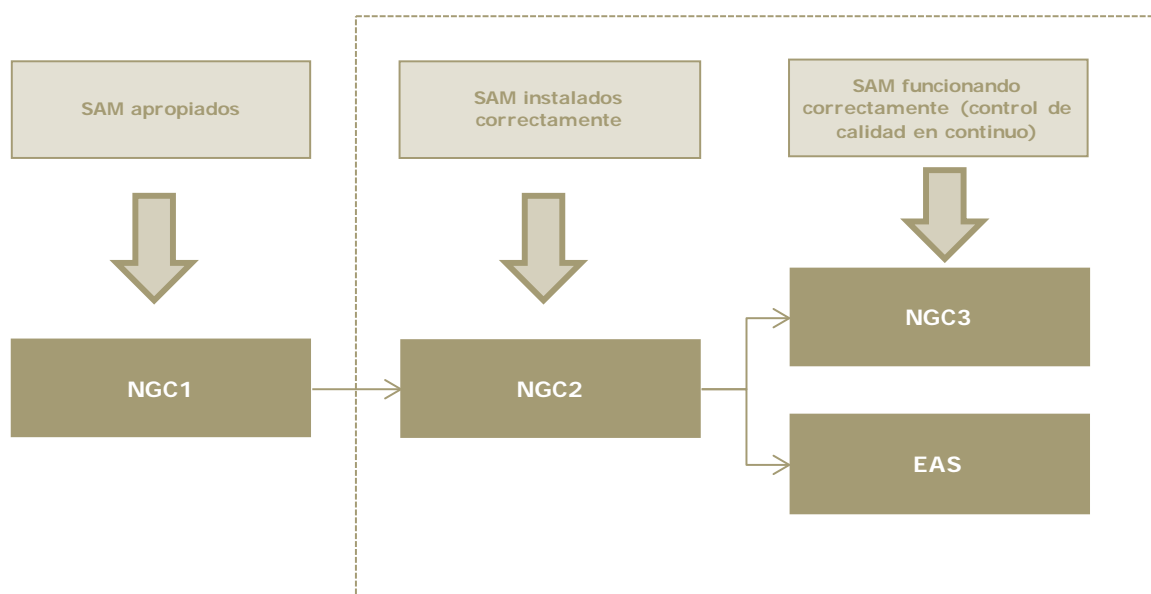 SAM apropiados
SAM instalados
correctamente
SAM funcionando
correctamente (control de
calidad en continuo)
NGC1
NGC2
NGC3
EAS